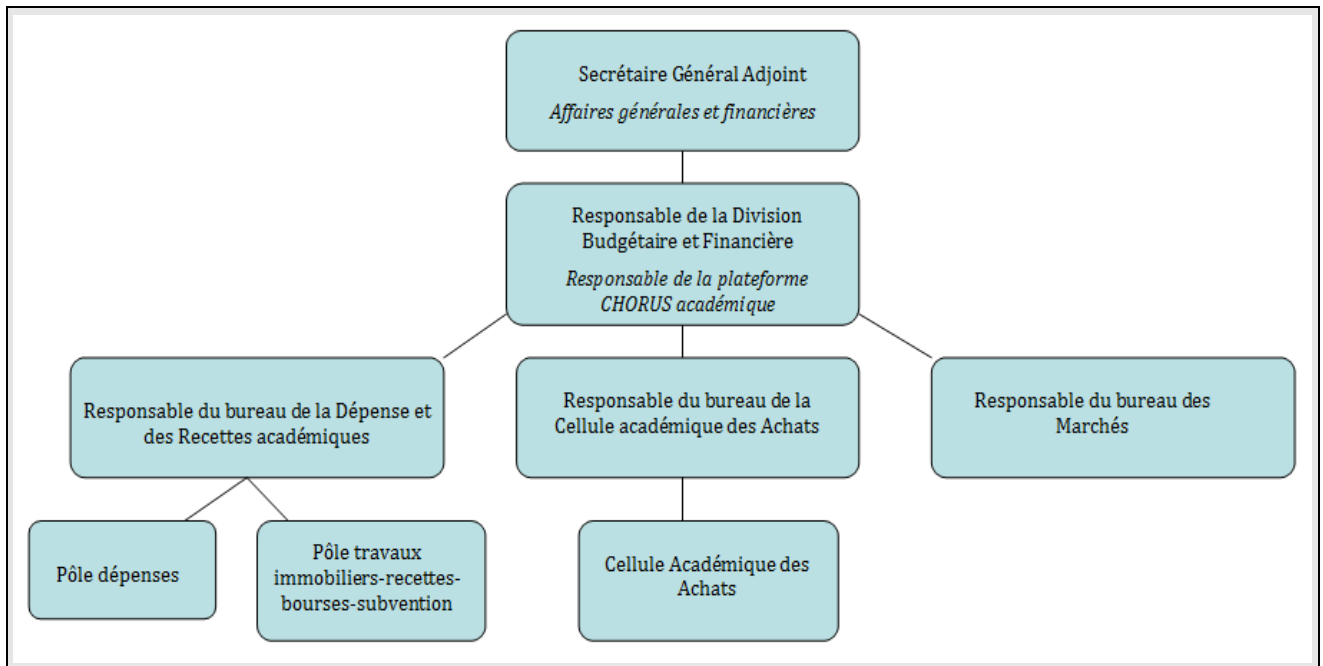 Secrétaire Général Adjoint
Affaires générales et financières
Responsable de la Division
Budgétaire et Financière
Responsable de la plateforme
CHORUS académique
Responsable du bureau de la Dépense et
des Recettes académiques
Responsable du bureau de la
Cellule académique des Achats
Responsable du bureau des
Marchés
Pôle dépenses
Pôle travaux
immobiliers-recettes-
bourses-subvention
Cellule Académique des
Achats